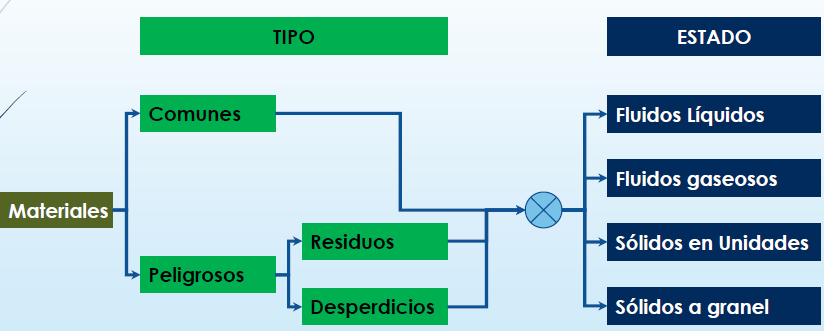 TIPO
ESTADO
Comunes
Fluidos Líquidos
Fluidos gaseosos
Materiales
Residuos
Sólidos en Unidades
Peligrosos
Desperdicios
Sólidos a granel